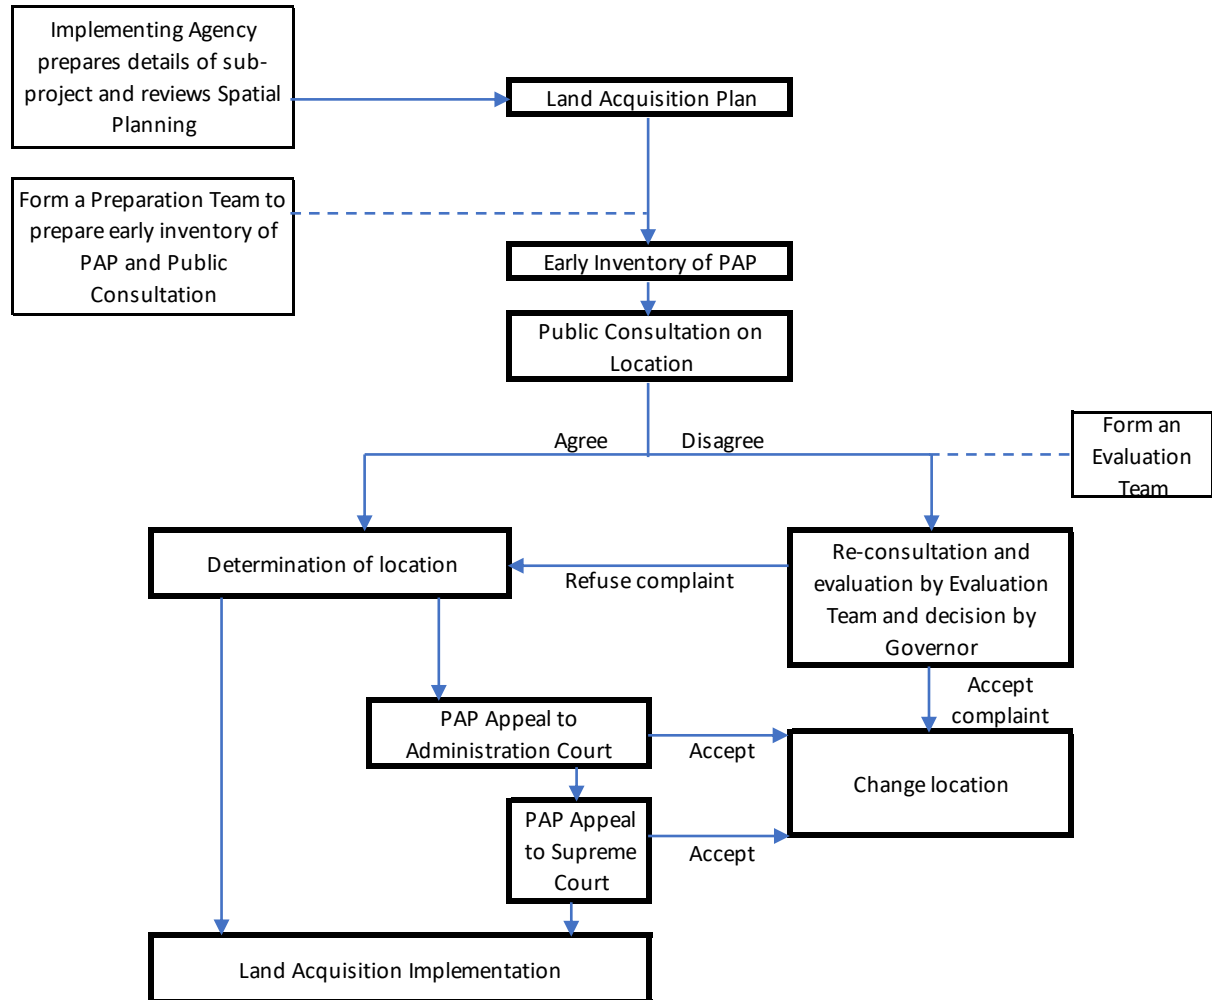 Implementing Agency
prepares details of sub-
project and reviews Spatial
Planning
Land Acquisition Plan
Form a Preparation Team to
prepare early inventory of
PAP and Public
Consultation
Early Inventory of PAP
Public Consultation on
Location
Agree
Disagree
Form an
Evaluation
Team
Determination of location
Refuse complaint
Re-consultation and
evaluation by Evaluation
Team and decision by
Governor
Accept
complaint
PAP Appeal to
Administration Court
Accept
Change location
PAP Appeal
to Supreme
Court
Accept
Land Acquisition Implementation